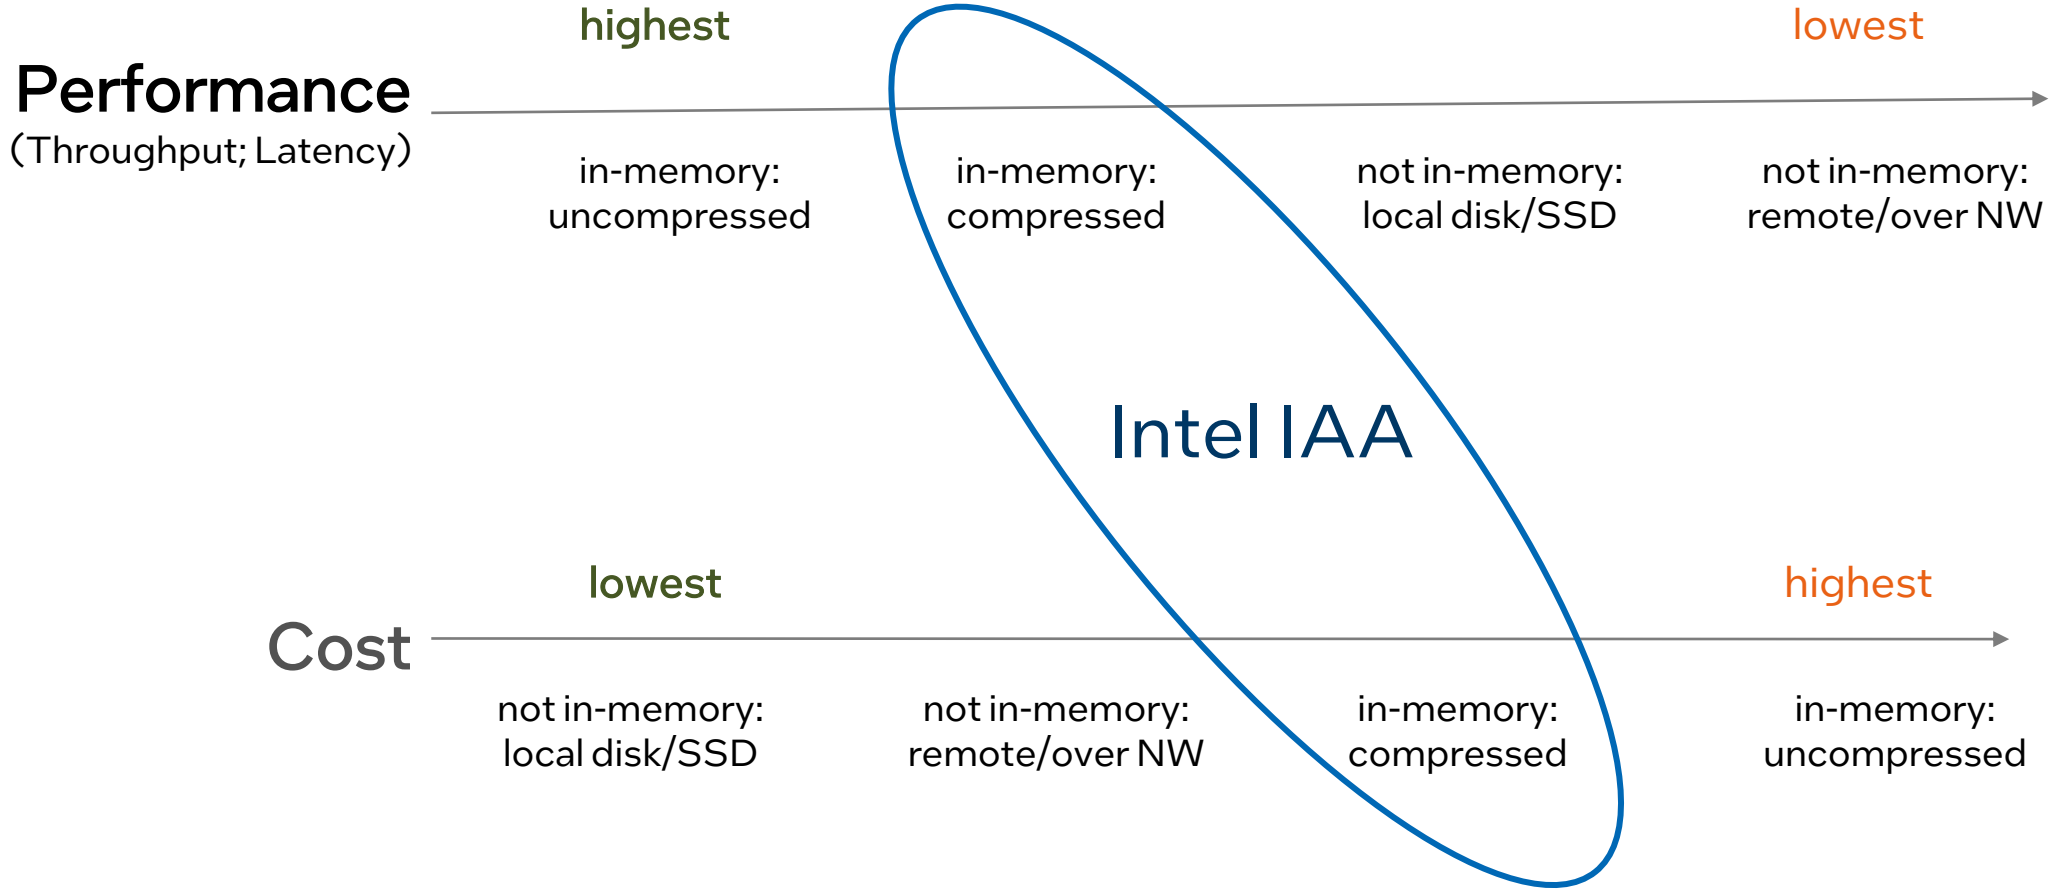 highest
lowest
Performance
(Throughput; Latency)
in-memory:
uncompressed
in-memory:
compressed
not in-memory:
local disk/SSD
not in-memory:
remote/over NW
Intel IAA
lowest
highest
Cost
not in-memory:
local disk/SSD
not in-memory:
remote/over NW
in-memory:
compressed
in-memory:
uncompressed